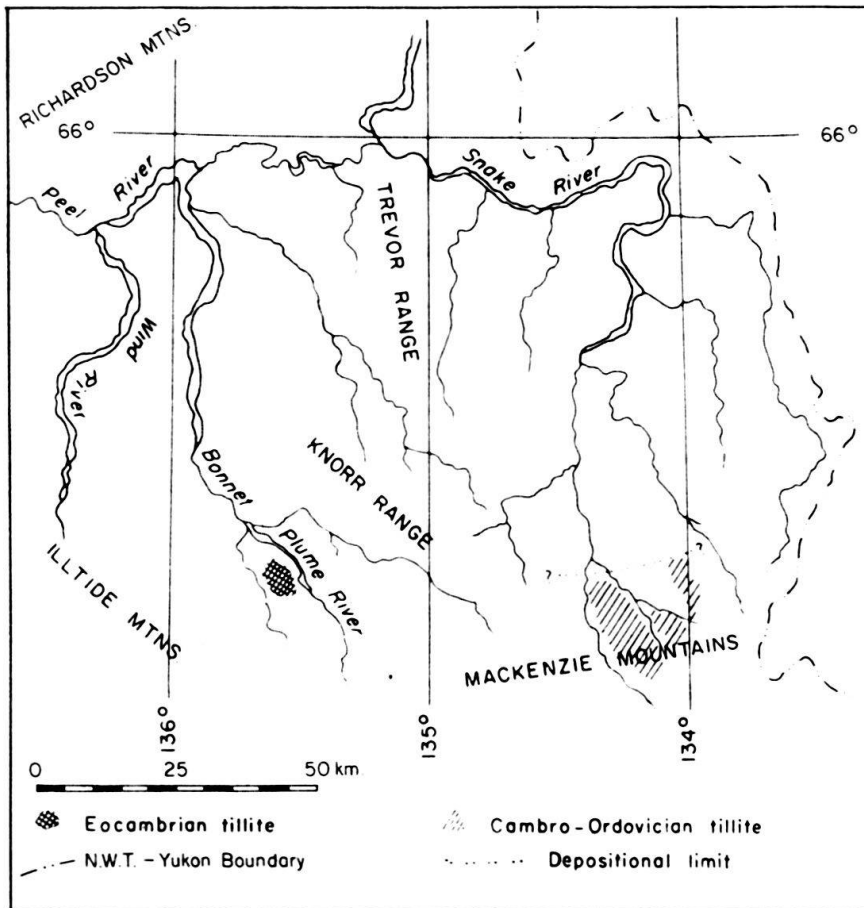 RICHARDSON MTNS.
66°
66°
Peel River
Snake River
TREVOR RANGE
Wind River
Bonnet Plume River
KNORR RANGE
ILLTIDE MTNS
?
?
MACKENZIE MOUNTAINS
136°
135°
134°
0 25 50 km
Eocambrian tillite
Cambro-Ordovician tillite
N.W.T. - Yukon Boundary
Depositional limit